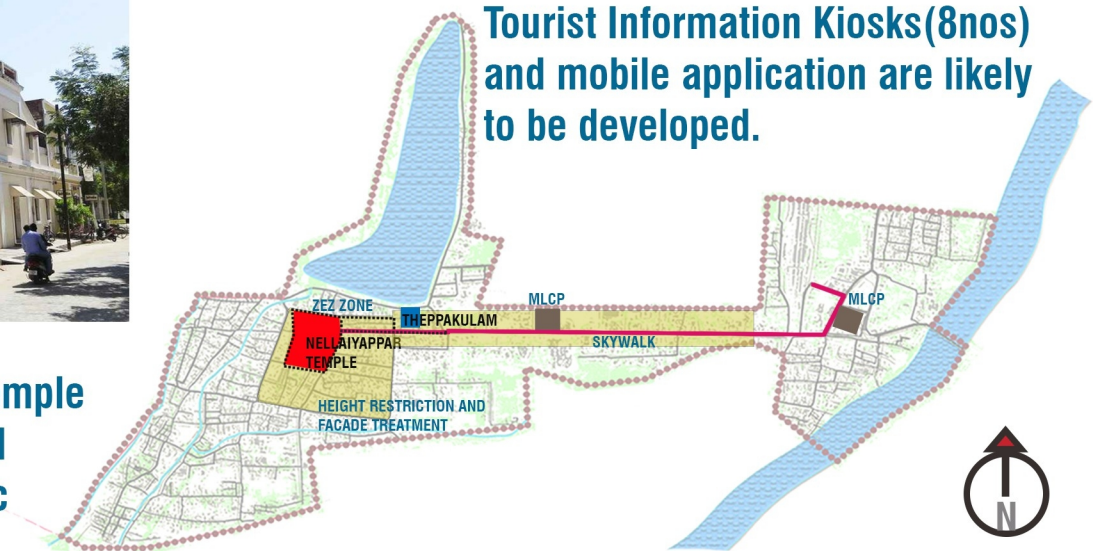 Tourist Information Kiosks(8nos)
and mobile application are likely
to be developed.
ZEZ ZONE
THEPPAKULAM
MLCP
MLCP
NELLAIYAPPAR
TEMPLE
SKYWALK
HEIGHT RESTRICTION AND
FACADE TREATMENT
mple
N